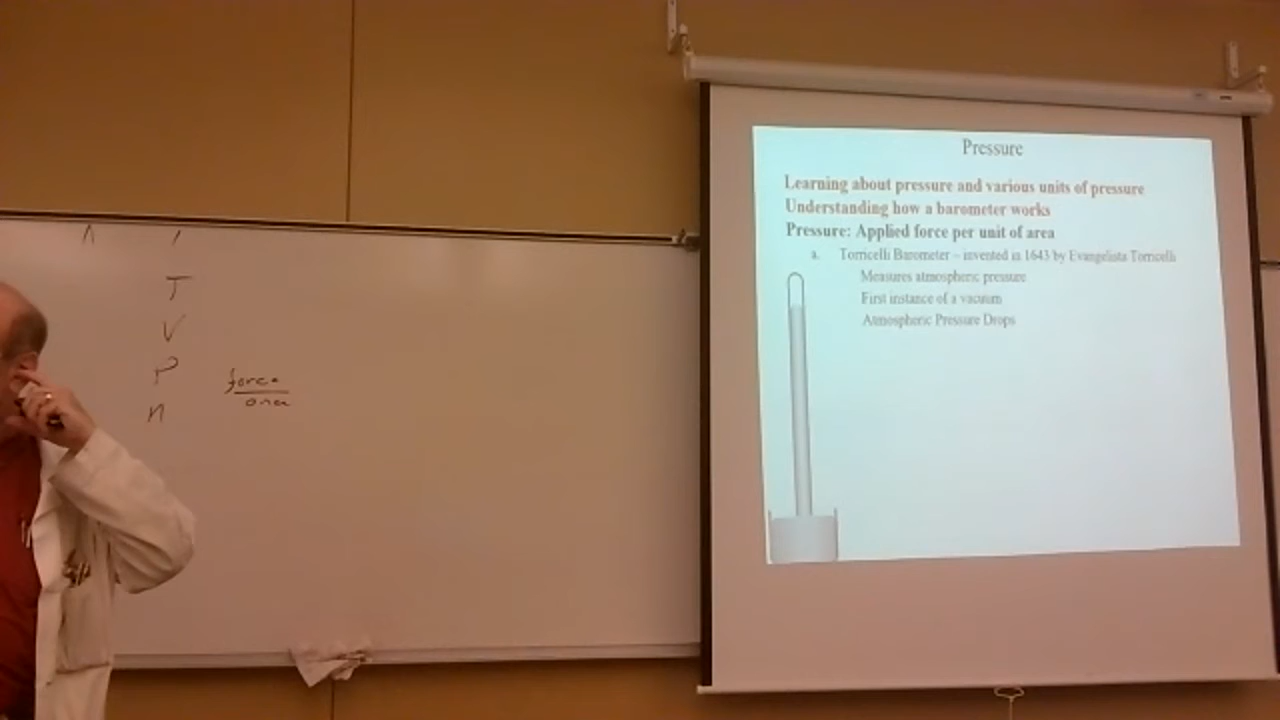 T
V
P
n
force
area
Pressure
Learning about pressure and various units of pressure
Understanding how a barometer works
Pressure: Applied force per unit of area
a. Torricelli Barometer – invented in 1643 by Evangelista Torricelli
Measures atmospheric pressure
First instance of a vacuum
Atmospheric Pressure Drops